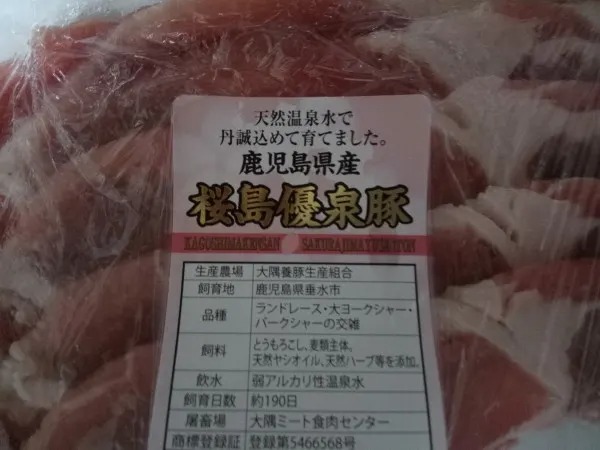 天然温泉水で
丹誠込めて育てました。
鹿児島県産
桜島優泉豚
KAGOSHIMAKENSAN SAKURAJIMAYUSENTON
生産農場 大隅養豚生産組合
飼育地 鹿児島県垂水市
品種 ランドレース・大ヨークシャー・
バークシャーの交雑
飼料 とうもろこし、麦類主体。
天然ヤシオイル、天然ハーブ等を添加。
飲水 弱アルカリ性温泉水
飼育日数 約190日
屠畜場 大隅ミート食肉センター
商標登録証 登録第5466568号